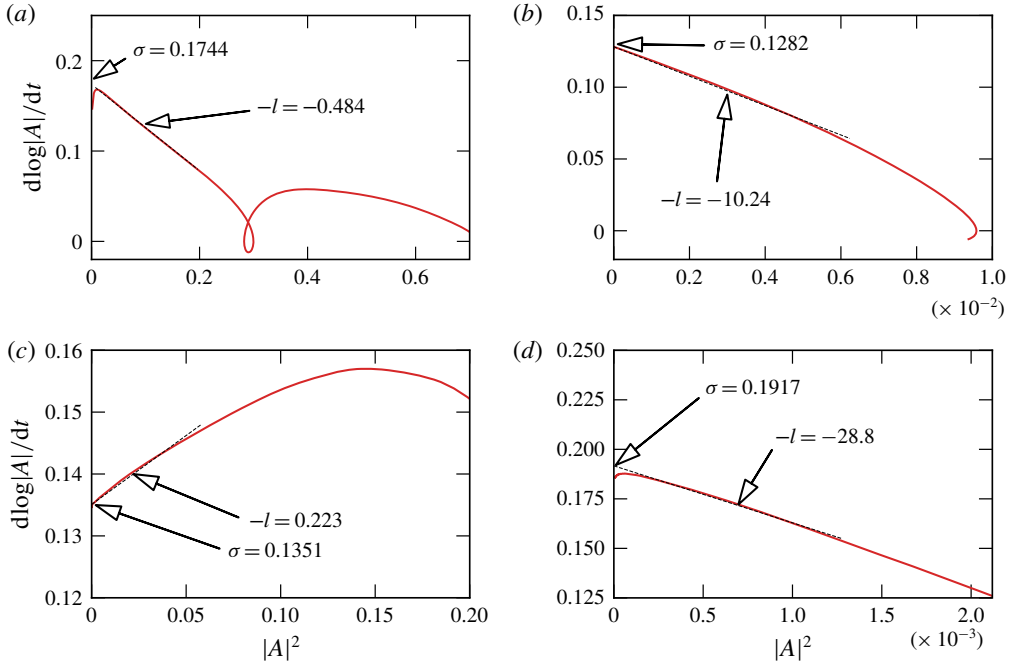 (a)
σ = 0.1744
−l = −0.484
dlog|A|/dt
0.2
0.1
0
0
0.2
0.4
0.6
(b)
σ = 0.1282
−l = −10.24
0.15
0.10
0.05
0
0
0.2
0.4
0.6
0.8
1.0
(× 10−2)
(c)
−l = 0.223
σ = 0.1351
dlog|A|/dt
0.16
0.15
0.14
0.13
0.12
0
0.05
0.10
0.15
0.20
|A|2
(d)
σ = 0.1917
−l = −28.8
0.250
0.225
0.200
0.175
0.150
0.125
0
0.5
1.0
1.5
2.0
|A|2
(× 10−3)